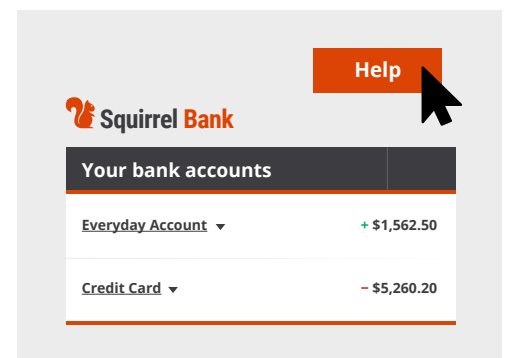 Help
Squirrel Bank
Your bank accounts
Everyday Account + $1,562.50
Credit Card − $5,260.20